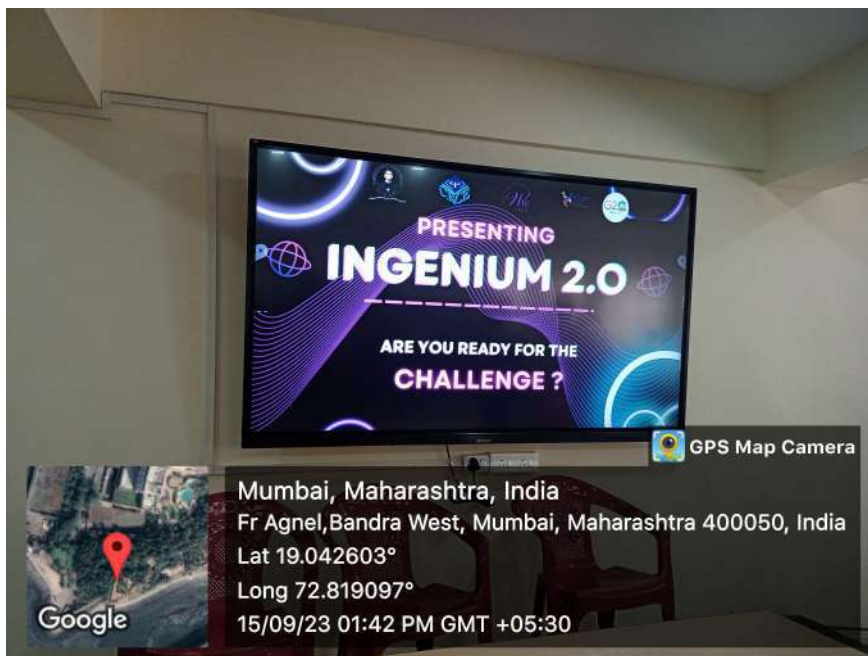 G20
PRESENTING
INGENIUM 2.0
ARE YOU READY FOR THE
CHALLENGE ?
GPS Map Camera
Mumbai, Maharashtra, India
Fr Agnel,Bandra West, Mumbai, Maharashtra 400050, India
Lat 19.042603°
Long 72.819097°
15/09/23 01:42 PM GMT +05:30
Google